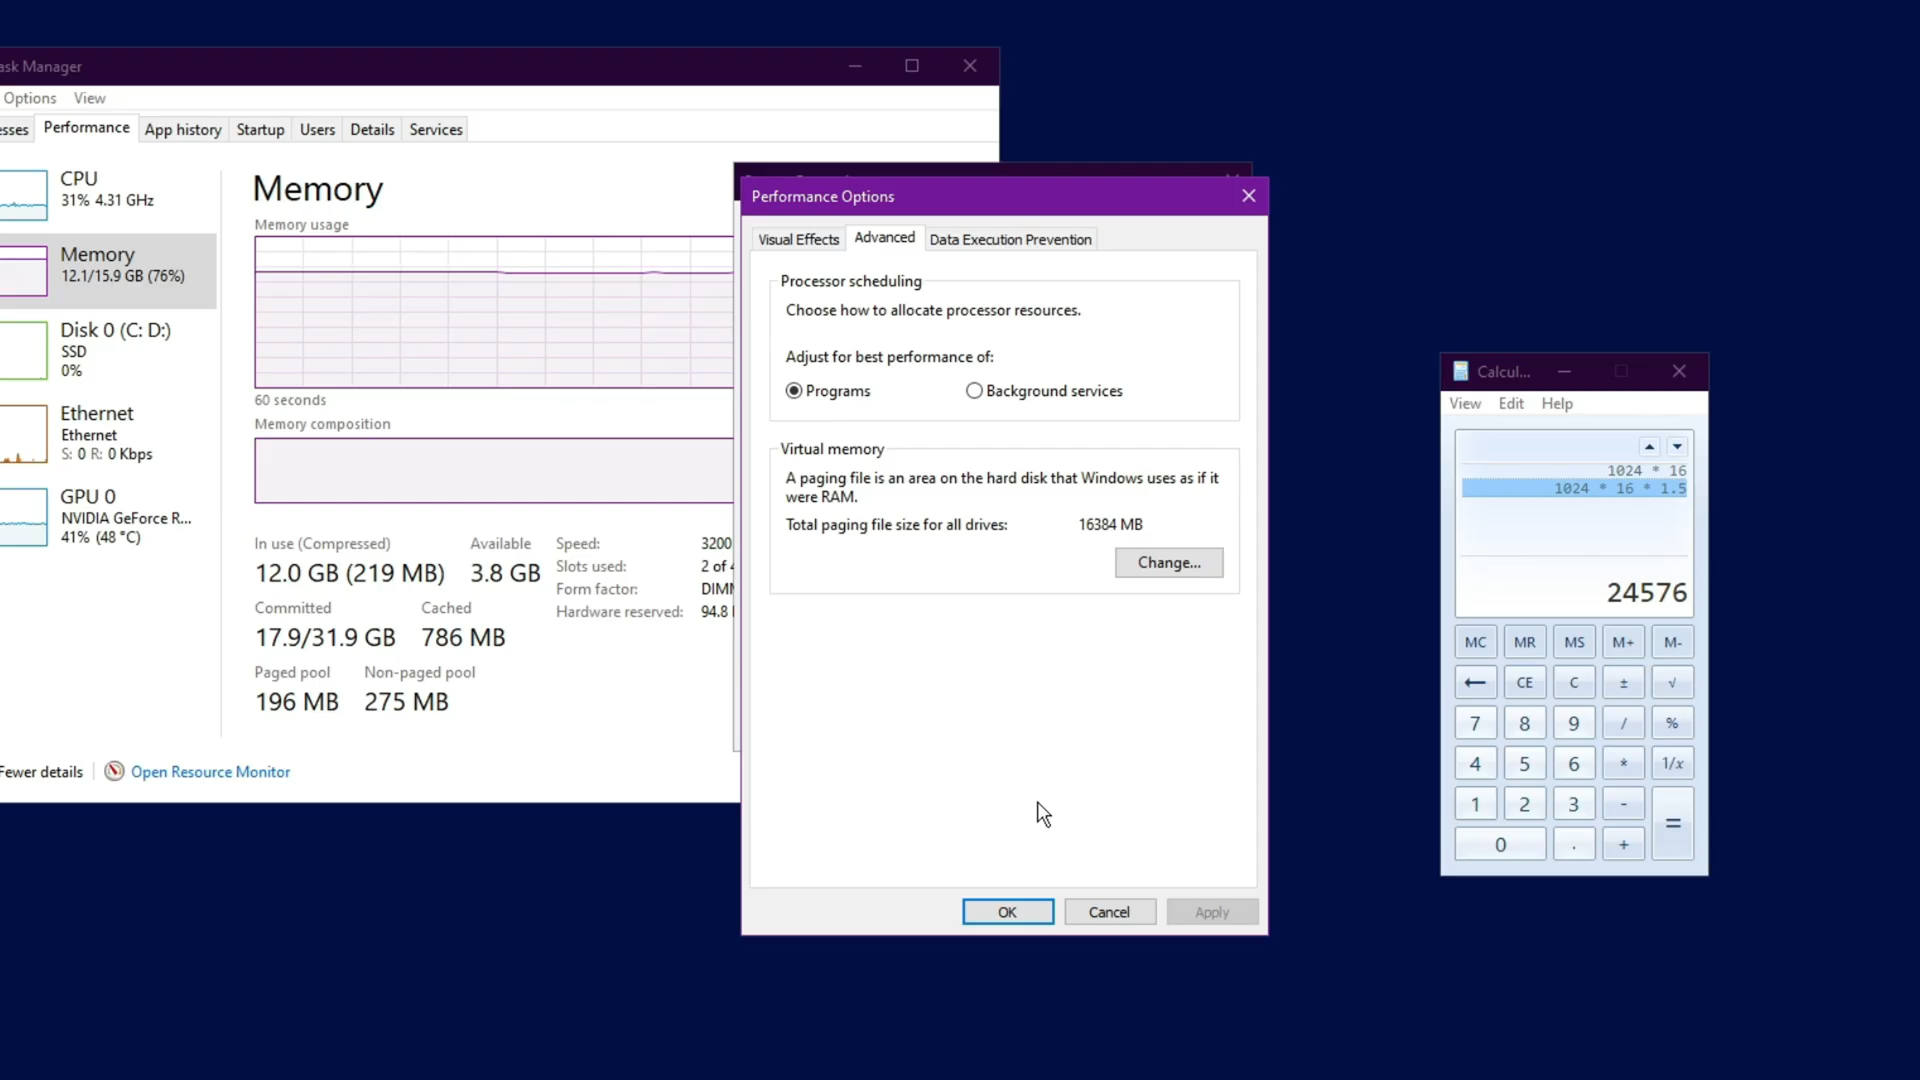 ask Manager
Options View
esses Performance App history Startup Users Details Services
CPU
31% 4.31 GHz
Memory
12.1/15.9 GB (76%)
Disk 0 (C: D:)
SSD
0%
Ethernet
Ethernet
S: 0 R: 0 Kbps
GPU 0
NVIDIA GeForce R...
41% (48 °C)
Memory
Memory usage
60 seconds
Memory composition
In use (Compressed) Available
12.0 GB (219 MB) 3.8 GB
Committed Cached
17.9/31.9 GB 786 MB
Paged pool Non-paged pool
196 MB 275 MB
Speed: 3200
Slots used: 2 of 4
Form factor: DIMM
Hardware reserved: 94.8
Fewer details Open Resource Monitor
Performance Options
Visual Effects Advanced Data Execution Prevention
Processor scheduling
Choose how to allocate processor resources.
Adjust for best performance of:
Programs Background services
Virtual memory
A paging file is an area on the hard disk that Windows uses as if it
were RAM.
Total paging file size for all drives: 16384 MB
Change...
OK Cancel Apply
Calcul...
View Edit Help
1024 * 16
1024 * 16 * 1.5
24576
MC MR MS M+ M-
← CE C ± √
7 8 9 / %
4 5 6 * 1/x
1 2 3 - =
0 . +